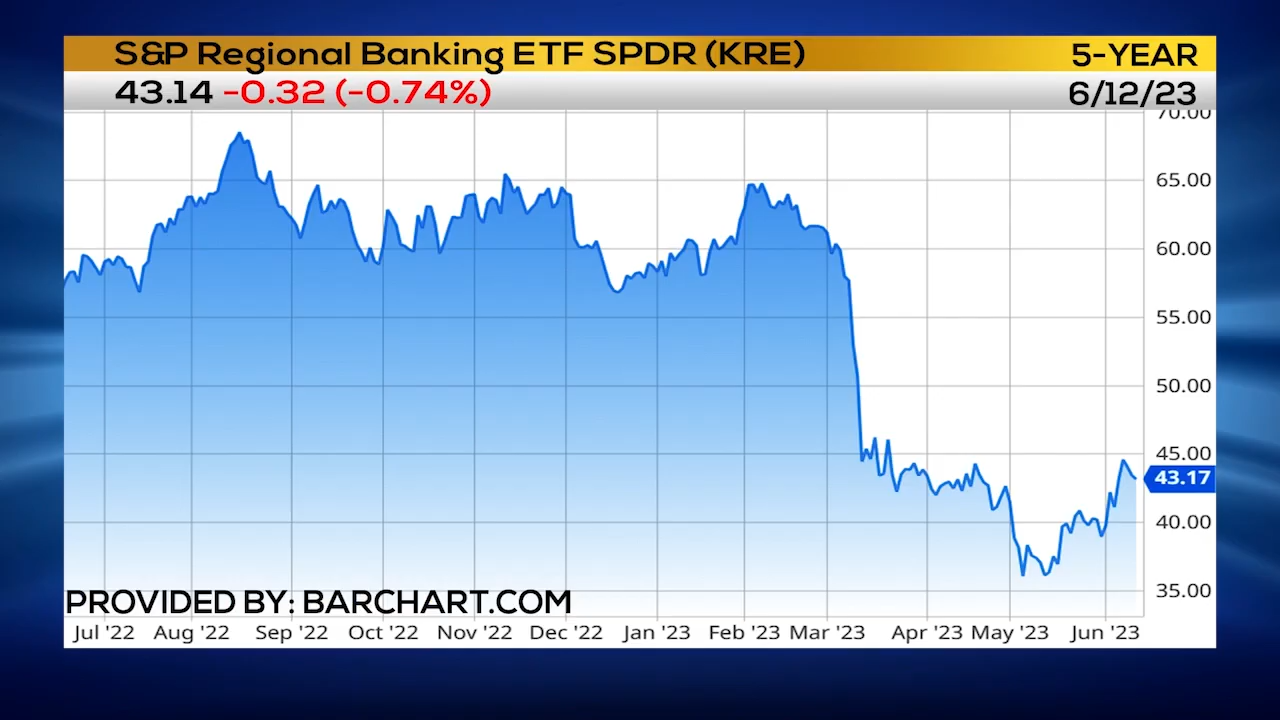 S&P Regional Banking ETF SPDR (KRE) 5-YEAR
43.14 -0.32 (-0.74%) 6/12/23
70.00
65.00
60.00
55.00
50.00
45.00
43.17
40.00
35.00
PROVIDED BY: BARCHART.COM
Jul '22 Aug '22 Sep '22 Oct '22 Nov '22 Dec '22 Jan '23 Feb '23 Mar '23 Apr '23 May '23 Jun '23